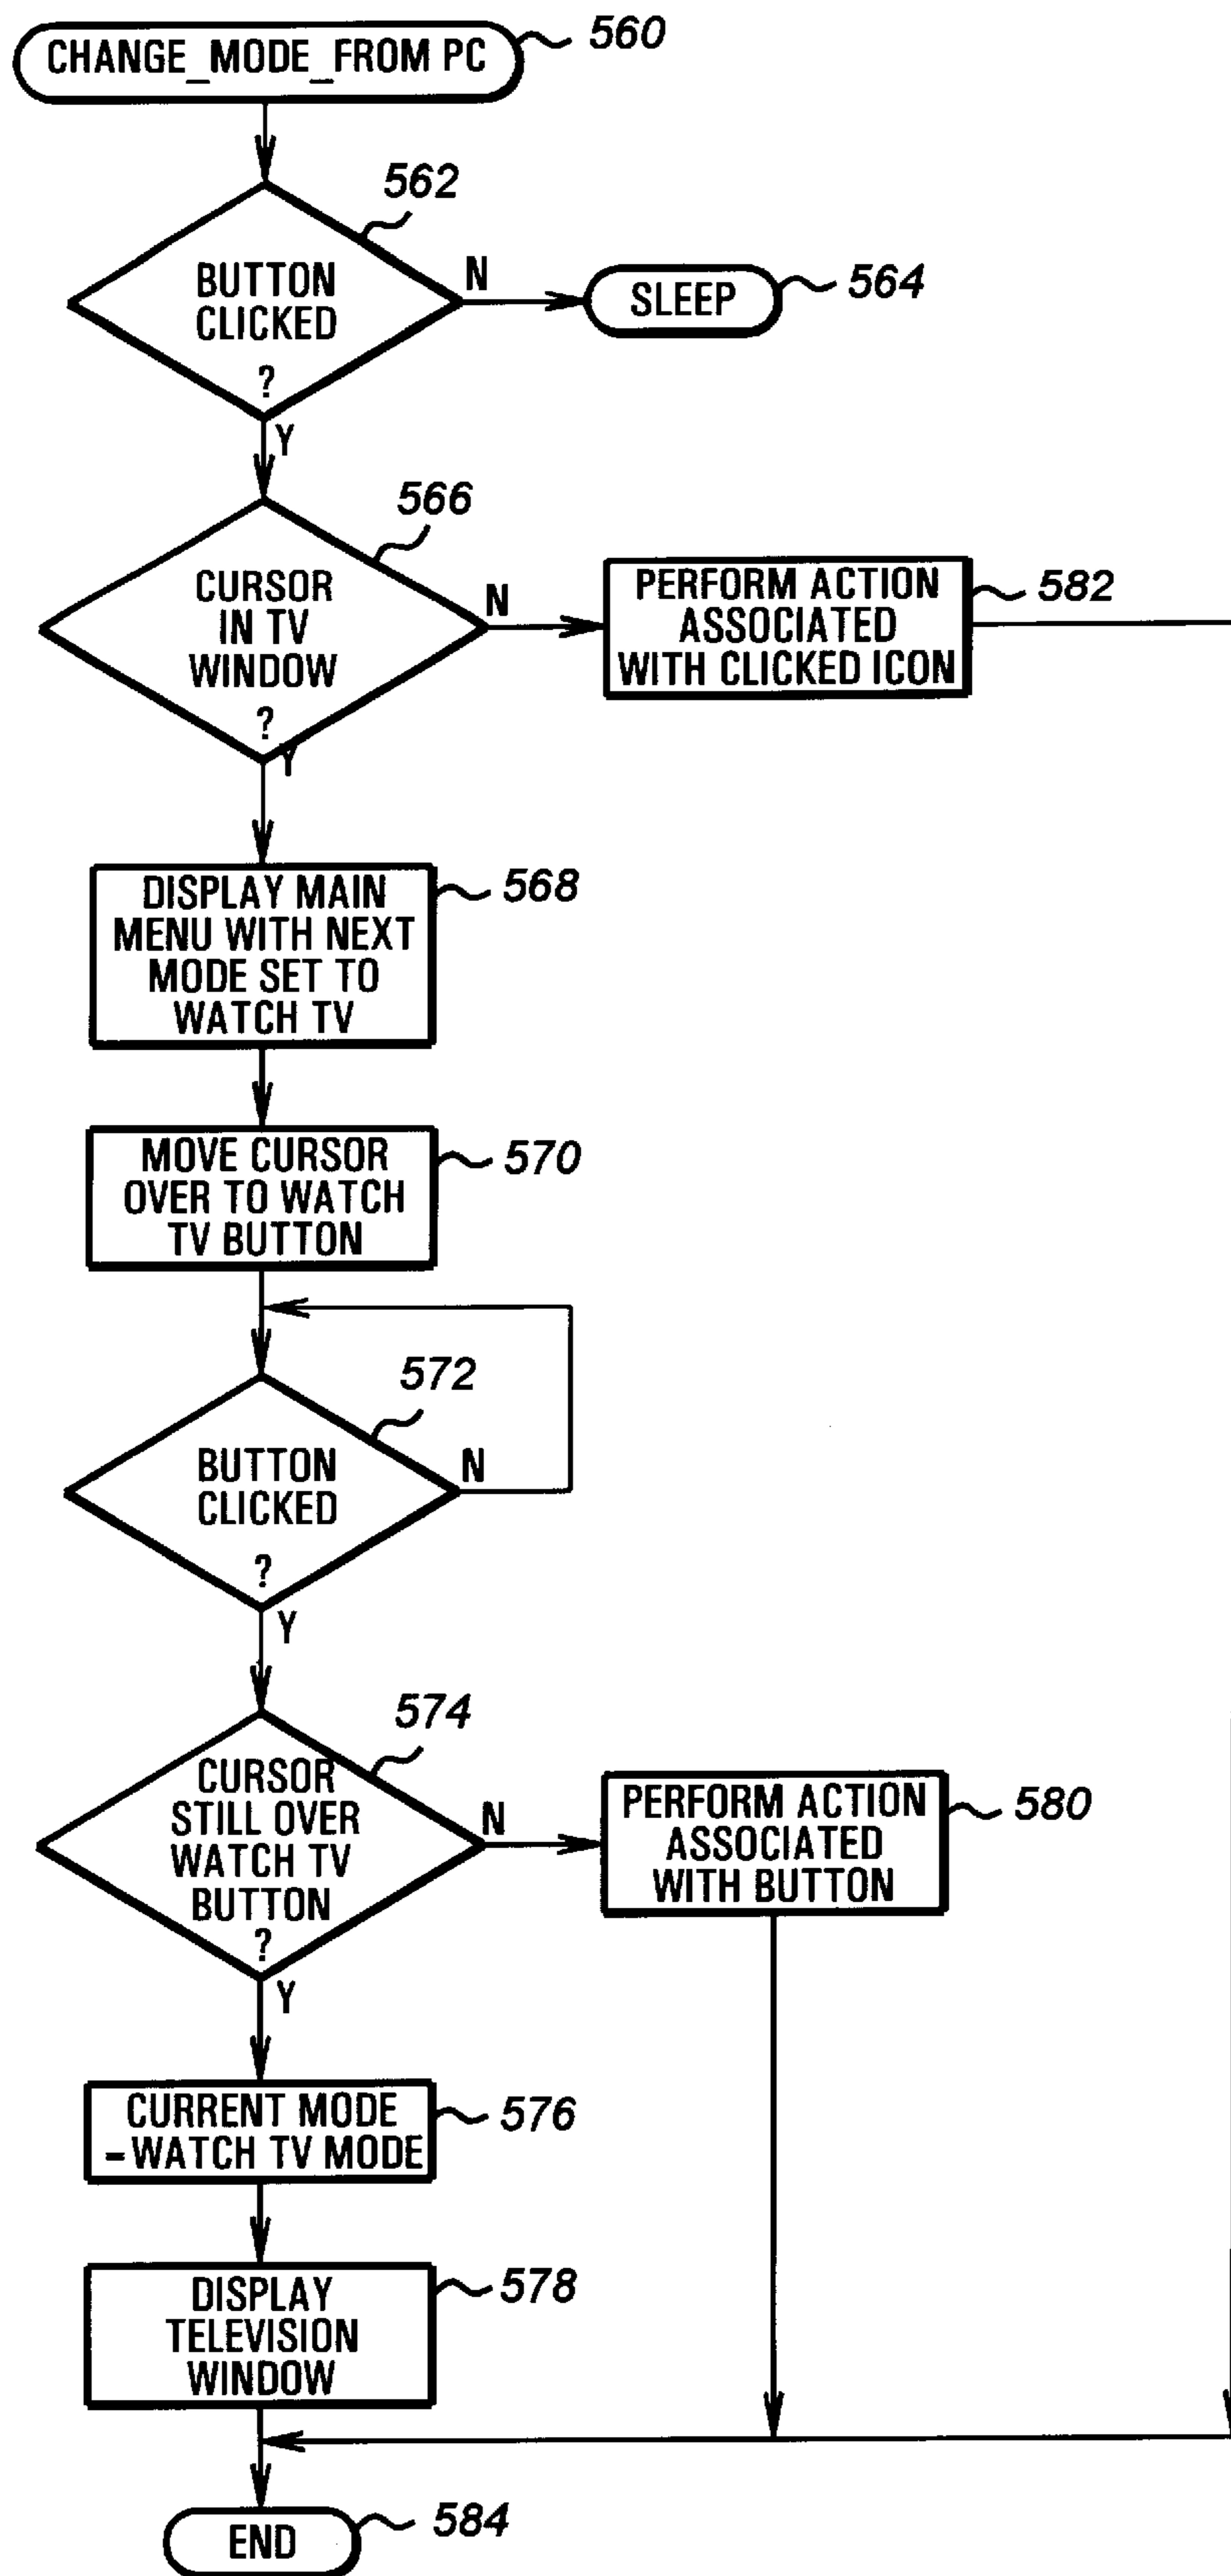 CHANGE_MODE_FROM PC
560
562
BUTTON
CLICKED
?
N
SLEEP
564
Y
566
CURSOR
IN TV
WINDOW
?
N
PERFORM ACTION
ASSOCIATED
WITH CLICKED ICON
582
Y
DISPLAY MAIN
MENU WITH NEXT
MODE SET TO
WATCH TV
568
MOVE CURSOR
OVER TO WATCH
TV BUTTON
570
572
BUTTON
CLICKED
?
N
Y
574
CURSOR
STILL OVER
WATCH TV
BUTTON
?
N
PERFORM ACTION
ASSOCIATED
WITH BUTTON
580
Y
CURRENT MODE
=WATCH TV MODE
576
DISPLAY
TELEVISION
WINDOW
578
END
584